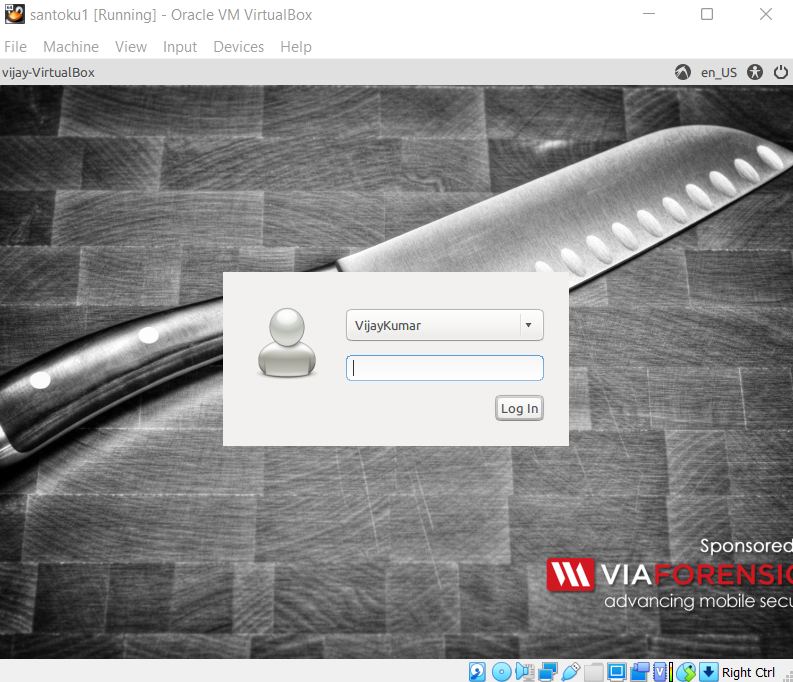 santoku1 [Running] - Oracle VM VirtualBox
File Machine View Input Devices Help
vijay-VirtualBox en_US
VijayKumar
Log In
Sponsored
VIAFORENSIC
advancing mobile secu
Right Ctrl